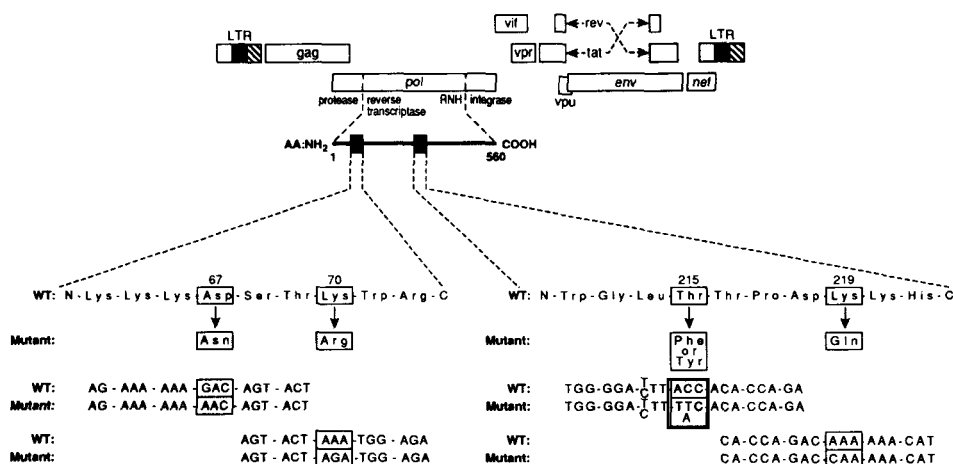 vif
rev
LTR
gag
vpr
tat
LTR
pol
env
nef
protease
reverse transcriptase
RNH
integrase
vpu
AA:NH2
COOH
1
560
67
70
WT: N-Lys-Lys-Lys-Asp-Ser-Thr-Lys-Trp-Arg-C
Mutant: Asn Arg
WT: AG - AAA - AAA - GAC - AGT - ACT
Mutant: AG - AAA - AAA - AAC - AGT - ACT
WT: AGT - ACT - AAA - TGG - AGA
Mutant: AGT - ACT - AGA - TGG - AGA
215
219
WT: N-Trp-Gly-Leu-Thr-Thr-Pro-Asp-Lys-Lys-His-C
Mutant: Phe or Tyr Gln
T
WT: TGG-GGA- TT-ACC-ACA-CCA-GA
C
T
Mutant: TGG-GGA- TT-TTC-ACA-CCA-GA
C A
WT: CA-CCA-GAC-AAA-AAA-CAT
Mutant: CA-CCA-GAC-CAA-AAA-CAT